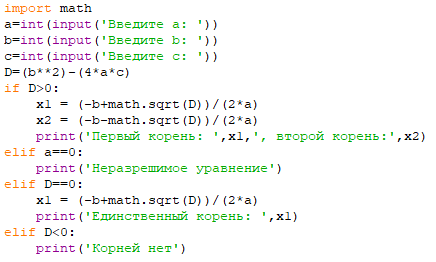 import math
a=int(input('Введите a: '))
b=int(input('Введите b: '))
c=int(input('Введите c: '))
D=(b**2)-(4*a*c)
if D>0:
    x1 = (-b+math.sqrt(D))/(2*a)
    x2 = (-b-math.sqrt(D))/(2*a)
    print('Первый корень: ',x1,', второй корень:',x2)
elif a==0:
    print('Неразрешимое уравнение')
elif D==0:
    x1 = (-b+math.sqrt(D))/(2*a)
    print('Единственный корень: ',x1)
elif D<0:
    print('Корней нет')